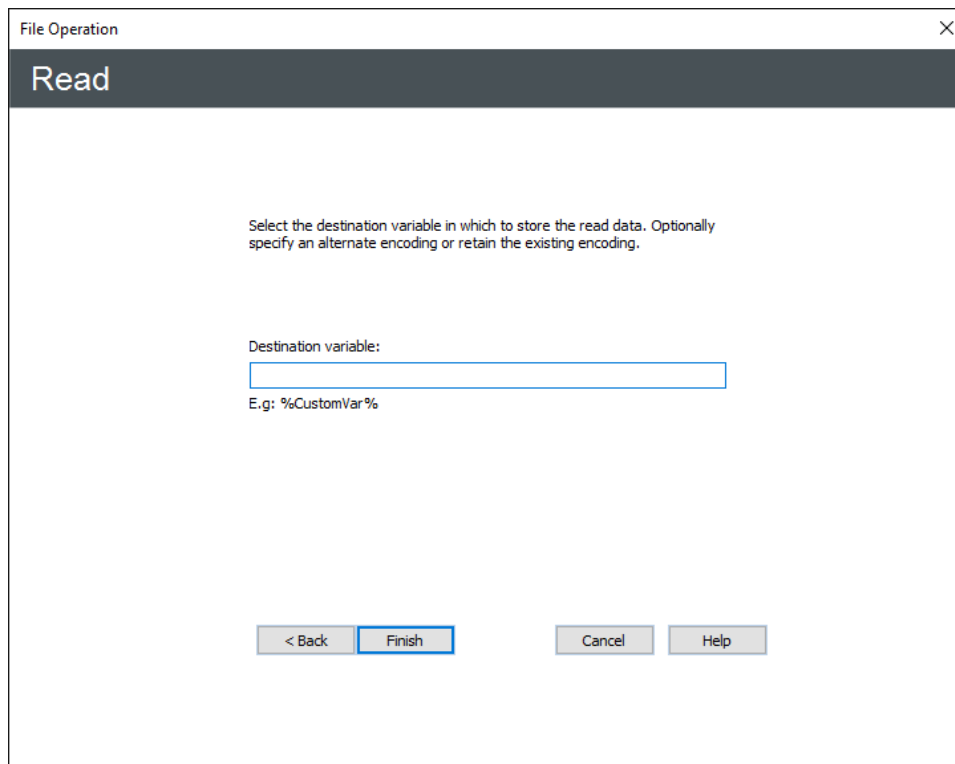 File Operation
Read
Select the destination variable in which to store the read data. Optionally
specify an alternate encoding or retain the existing encoding.
Destination variable:
E.g: %CustomVar%
< Back Finish Cancel Help